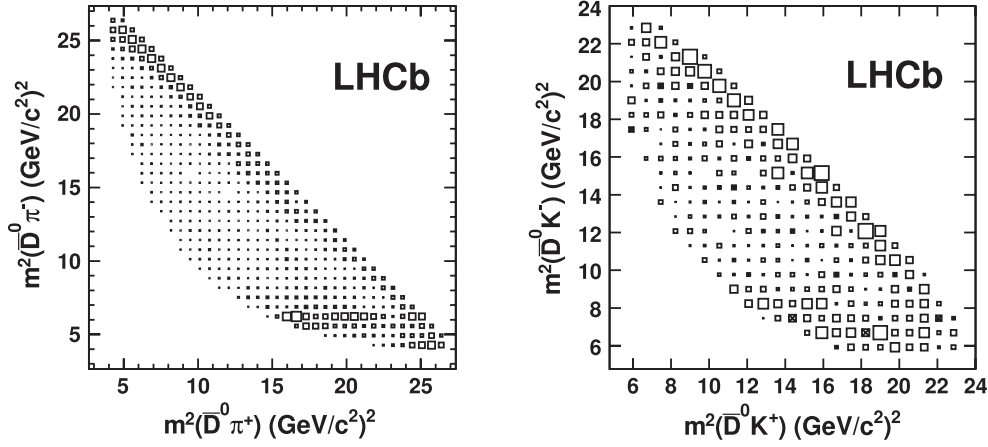 LHCb
25
20
15
10
5
m²(D̅⁰π⁻) (GeV/c²)²
5 10 15 20 25
m²(D̅⁰π⁺) (GeV/c²)²
LHCb
24
22
20
18
16
14
12
10
8
6
m²(D̅⁰K⁻) (GeV/c²)²
6 8 10 12 14 16 18 20 22 24
m²(D̅⁰K⁺) (GeV/c²)²